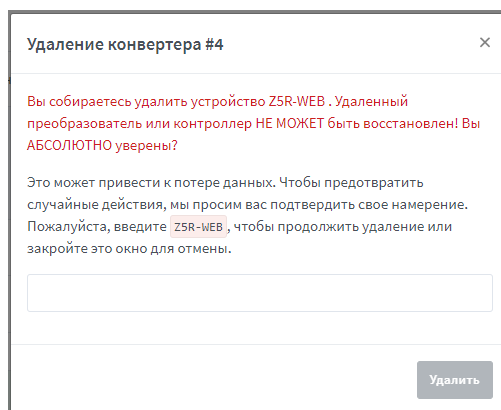 Удаление конвертера #4
×
Вы собираетесь удалить устройство Z5R-WEB . Удаленный
преобразователь или контроллер НЕ МОЖЕТ быть восстановлен! Вы
АБСОЛЮТНО уверены?
Это может привести к потере данных. Чтобы предотвратить
случайные действия, мы просим вас подтвердить свое намерение.
Пожалуйста, введите Z5R-WEB, чтобы продолжить удаление или
закройте это окно для отмены.
Удалить